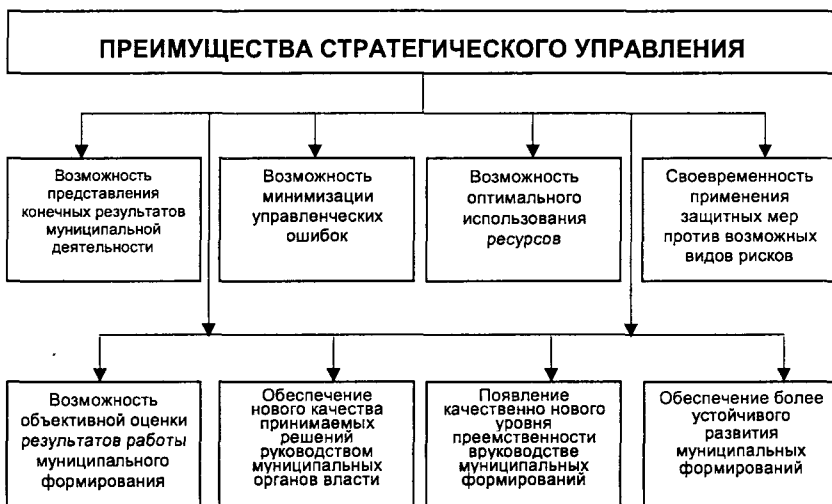 ПРЕИМУЩЕСТВА СТРАТЕГИЧЕСКОГО УПРАВЛЕНИЯ
Возможность
представления
конечных результатов
муниципальной
деятельности
Возможность
минимизации
управленческих
ошибок
Возможность
оптимального
использования
ресурсов
Своевременность
применения
защитных мер
против возможных
видов рисков
Возможность
объективной оценки
результатов работы
муниципального
формирования
Обеспечение
нового качества
принимаемых
решений
руководством
муниципальных
органов власти
Появление
качественно нового
уровня
преемственности
вруководстве
муниципальных
формирований
Обеспечение более
устойчивого
развития
муниципальных
формирований